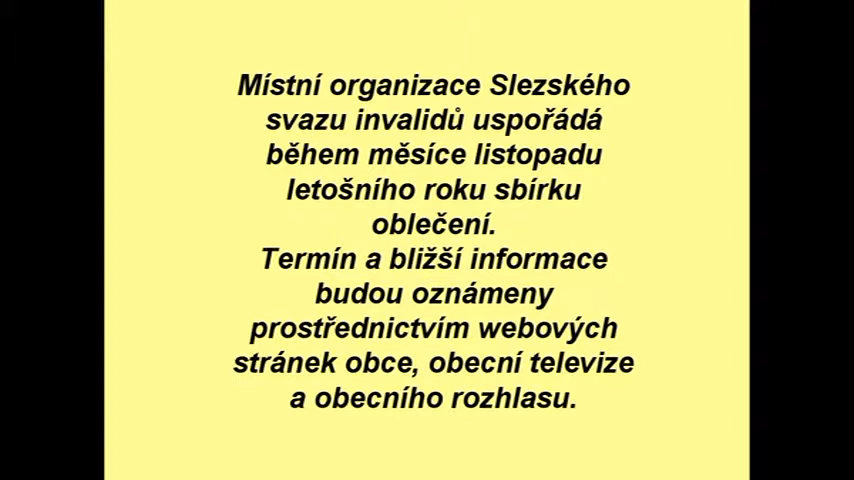 Místní organizace Slezského
svazu invalidů uspořádá
během měsíce listopadu
letošního roku sbírku
oblečení.
Termín a bližší informace
budou oznámeny
prostřednictvím webových
stránek obce, obecní televize
a obecního rozhlasu.